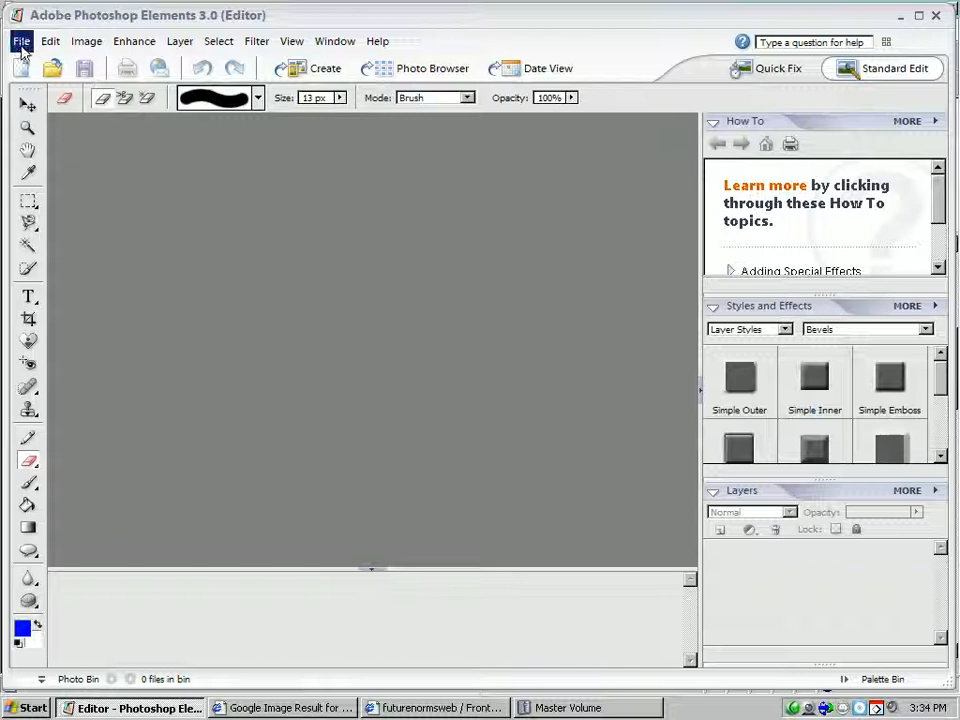 Adobe Photoshop Elements 3.0 (Editor)
File Edit Image Enhance Layer Select Filter View Window Help
Type a question for help
Create Photo Browser Date View
Quick Fix Standard Edit
Size: 13 px Mode: Brush Opacity: 100%
How To MORE
Learn more by clicking
through these How To
topics.
Adding Special Effects
Styles and Effects MORE
Layer Styles Bevels
Simple Outer Simple Inner Simple Emboss
Layers MORE
Normal Opacity:
Lock:
Photo Bin 0 files in bin Palette Bin
Start Editor - Photoshop Ele... Google Image Result for ... futurenormsweb / Front... Master Volume 3:34 PM